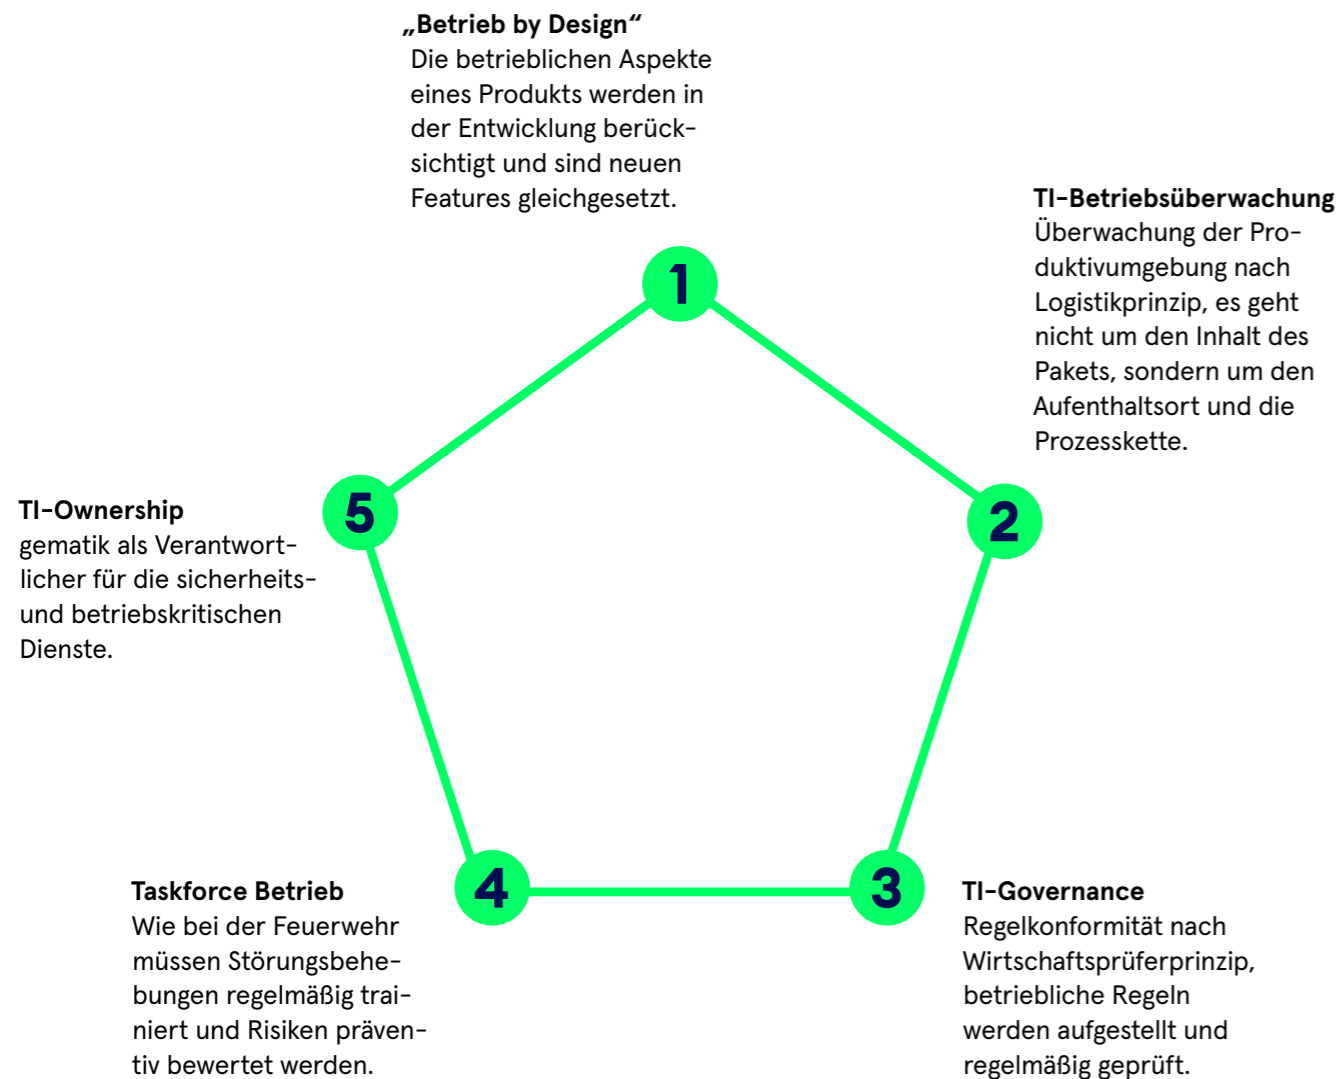 „Betrieb by Design“
Die betrieblichen Aspekte
eines Produkts werden in
der Entwicklung berück-
sichtigt und sind neuen
Features gleichgesetzt.
1
TI-Betriebsüberwachung
Überwachung der Pro-
duktivumgebung nach
Logistikprinzip, es geht
nicht um den Inhalt des
Pakets, sondern um den
Aufenthaltsort und die
Prozesskette.
2
TI-Governance
Regelkonformität nach
Wirtschaftsprüferprinzip,
betriebliche Regeln
werden aufgestellt und
regelmäßig geprüft.
3
Taskforce Betrieb
Wie bei der Feuerwehr
müssen Störungsbehe-
bungen regelmäßig trai-
niert und Risiken präven-
tiv bewertet werden.
4
TI-Ownership
gematik als Verantwort-
licher für die sicherheits-
und betriebskritischen
Dienste.
5